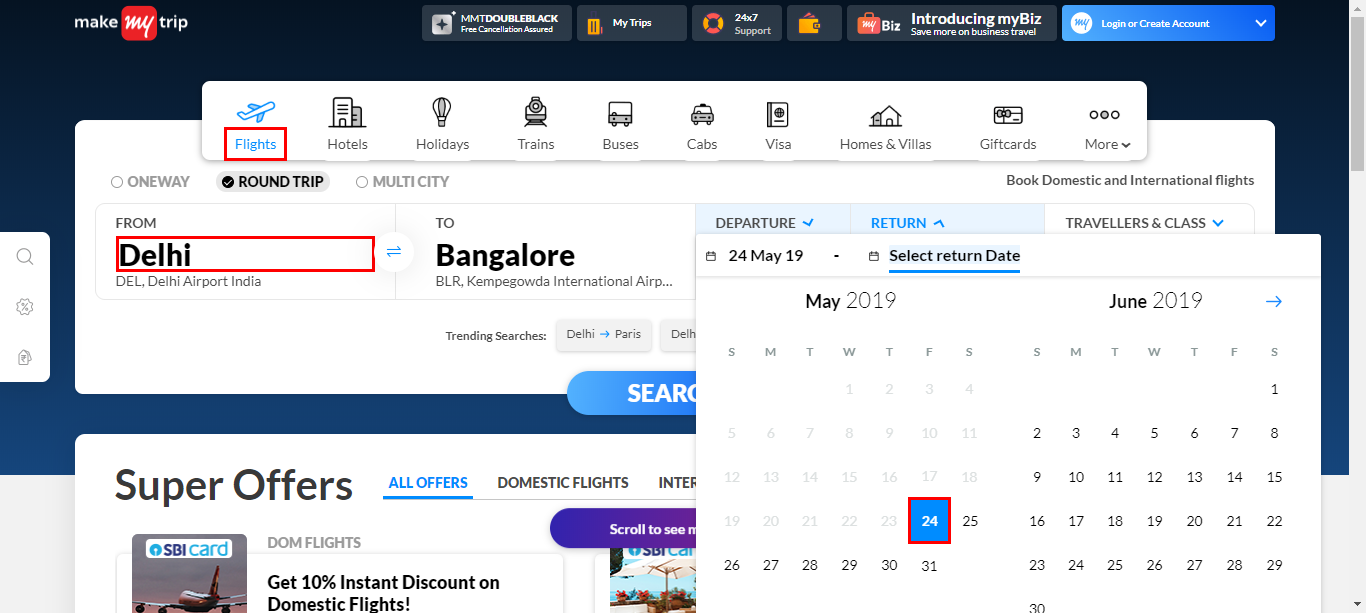 make my trip
MMTDOUBLEBLACK
Free Cancellation Assured
My Trips
24x7
Support
my Biz
Introducing myBiz
Save more on business travel
my
Login or Create Account
Flights
Hotels
Holidays
Trains
Buses
Cabs
Visa
Homes & Villas
Giftcards
More
ONEWAY
ROUND TRIP
MULTI CITY
Book Domestic and International flights
FROM
Delhi
DEL, Delhi Airport India
TO
Bangalore
BLR, Kempegowda International Airp...
DEPARTURE
RETURN
TRAVELLERS & CLASS
24 May 19 - Select return Date
May 2019
S M T W T F S
1 2 3 4
5 6 7 8 9 10 11
12 13 14 15 16 17 18
19 20 21 22 23 24 25
26 27 28 29 30 31
June 2019
S M T W T F S
1
2 3 4 5 6 7 8
9 10 11 12 13 14 15
16 17 18 19 20 21 22
23 24 25 26 27 28 29
30
Trending Searches:
Delhi → Paris
Delh
SEARC
Super Offers
ALL OFFERS
DOMESTIC FLIGHTS
INTER
Scroll to see m
SBI card
DOM FLIGHTS
Get 10% Instant Discount on
Domestic Flights!
SBI card